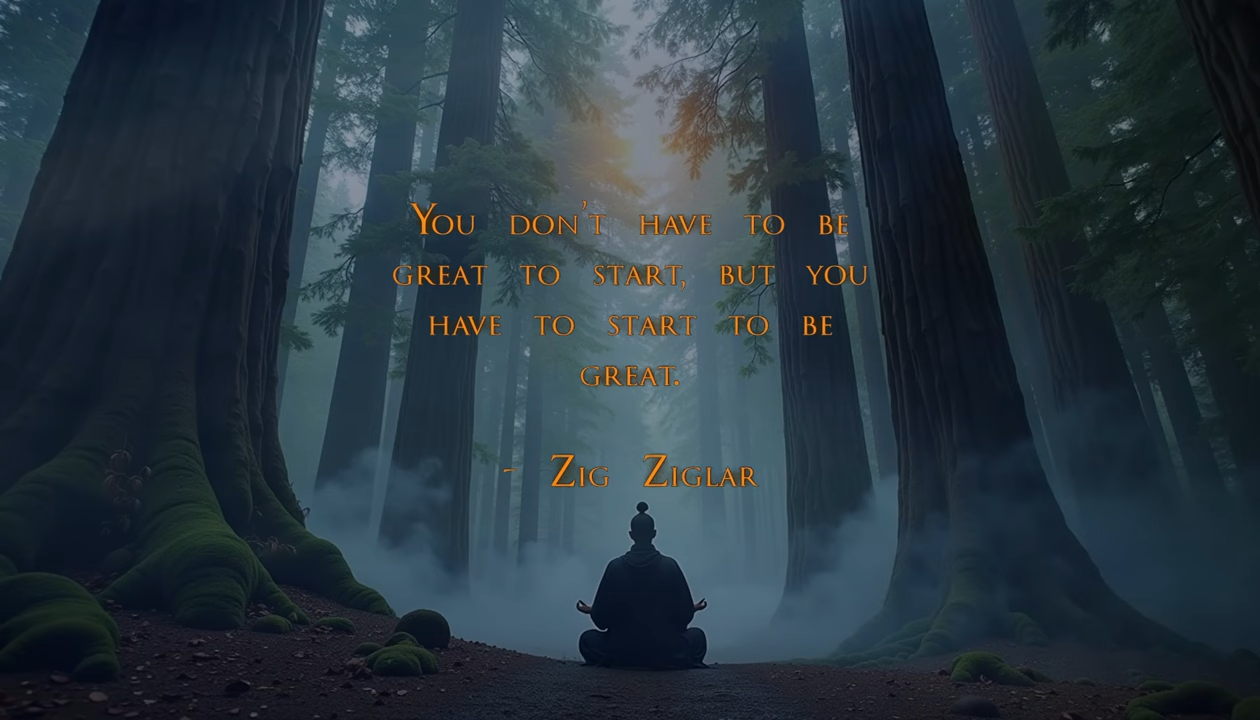 You don't have to be
great to start, but you
have to start to be
great.
- Zig Ziglar